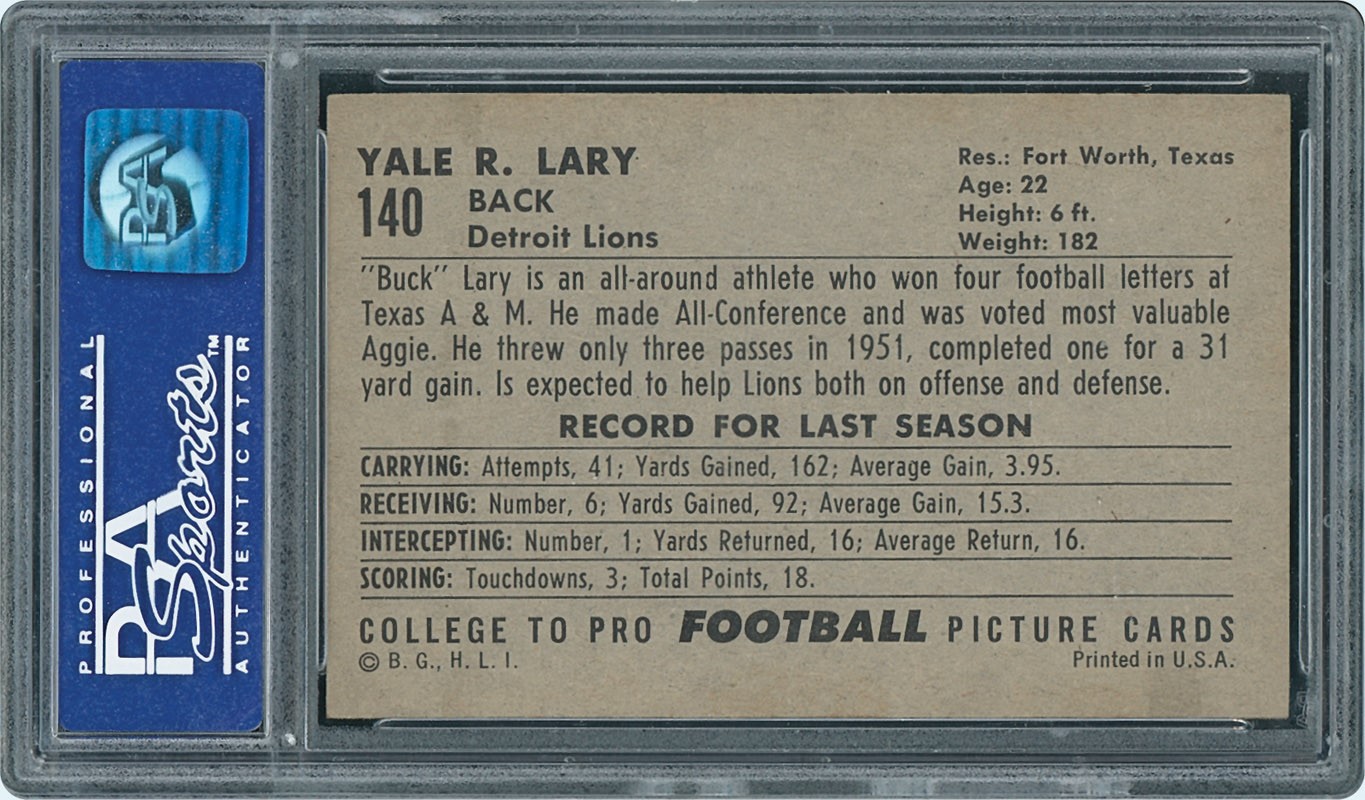 PSA
PROFESSIONAL
PSA
Sports™
AUTHENTICATOR
YALE R. LARY
140
BACK
Detroit Lions
Res.: Fort Worth, Texas
Age: 22
Height: 6 ft.
Weight: 182
"Buck" Lary is an all-around athlete who won four football letters at
Texas A & M. He made All-Conference and was voted most valuable
Aggie. He threw only three passes in 1951, completed one for a 31
yard gain. Is expected to help Lions both on offense and defense.
RECORD FOR LAST SEASON
CARRYING: Attempts, 41; Yards Gained, 162; Average Gain, 3.95.
RECEIVING: Number, 6; Yards Gained, 92; Average Gain, 15.3.
INTERCEPTING: Number, 1; Yards Returned, 16; Average Return, 16.
SCORING: Touchdowns, 3; Total Points, 18.
COLLEGE TO PRO FOOTBALL PICTURE CARDS
© B. G., H. L. I.
Printed in U.S.A.